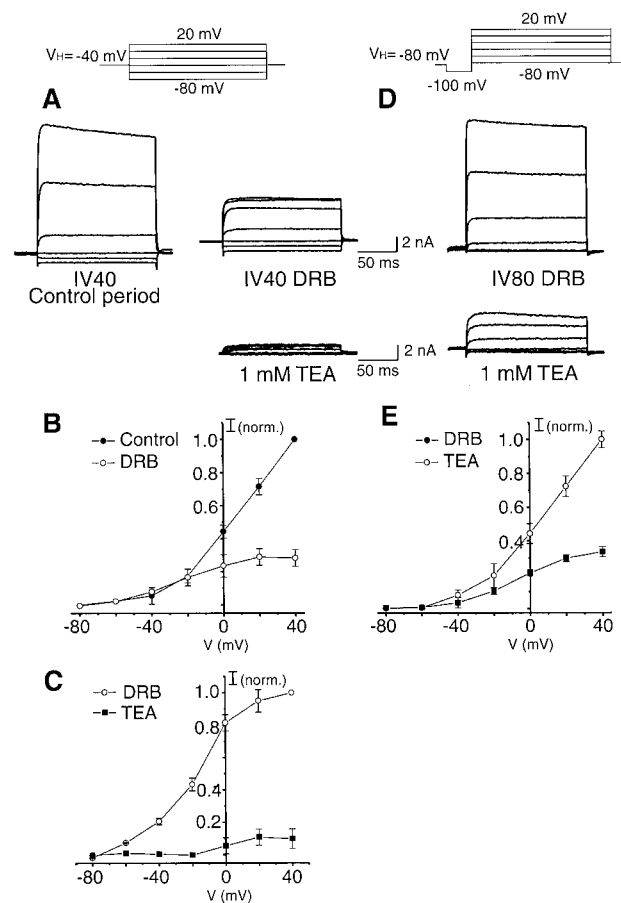 20 mV
VH= -40 mV
-80 mV
20 mV
VH= -80 mV
-80 mV
-100 mV
A
D
IV40
Control period
IV40 DRB
2 nA
50 ms
IV80 DRB
1 mM TEA
2 nA
50 ms
1 mM TEA
B
Control
DRB
I (norm.)
1.0
0.8
0.6
-80
-40
0
40
V (mV)
E
DRB
TEA
I (norm.)
1.0
0.8
0.6
0.4
-80
-40
0
40
V (mV)
C
DRB
TEA
I (norm.)
1.0
0.8
0.4
0.2
-80
-40
0
40
V (mV)